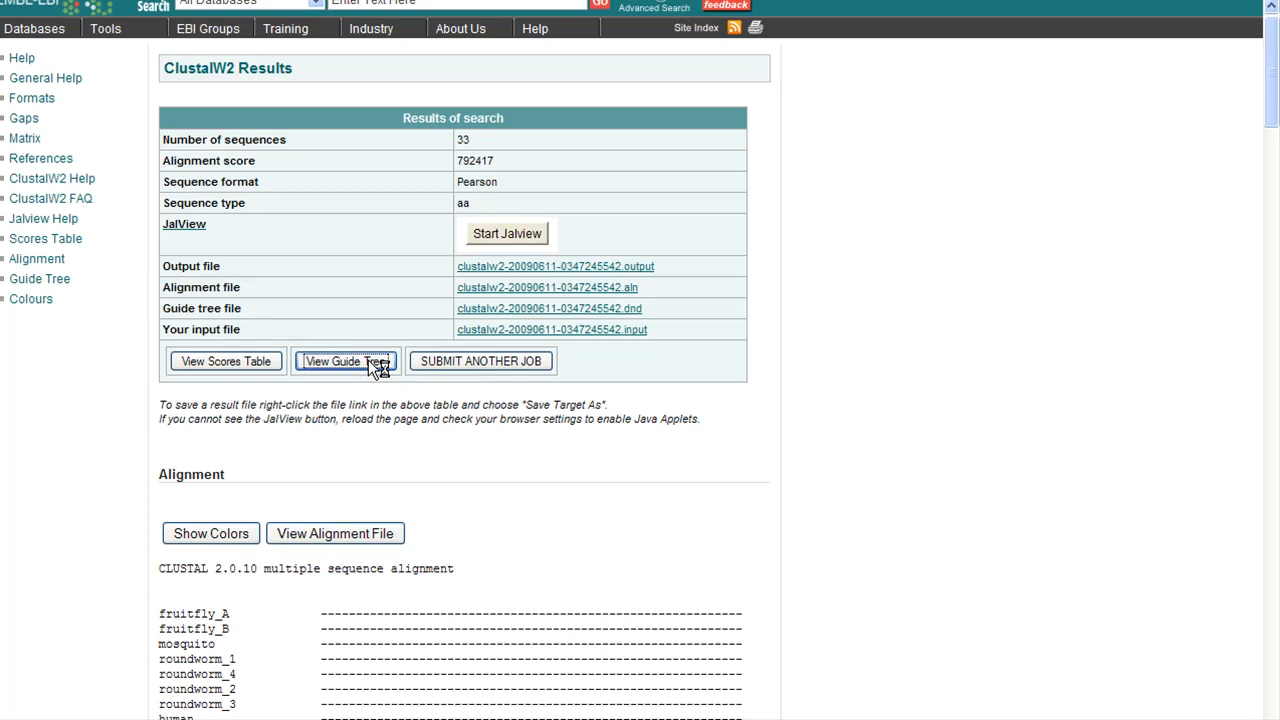 EMBL-EBI
Search All Databases Enter Text Here Go Advanced Search feedback
Databases Tools EBI Groups Training Industry About Us Help Site Index
Help
General Help
Formats
Gaps
Matrix
References
ClustalW2 Help
ClustalW2 FAQ
Jalview Help
Scores Table
Alignment
Guide Tree
Colours
ClustalW2 Results
Results of search
Number of sequences 33
Alignment score 792417
Sequence format Pearson
Sequence type aa
JalView Start Jalview
Output file clustalw2-20090611-0347245542.output
Alignment file clustalw2-20090611-0347245542.aln
Guide tree file clustalw2-20090611-0347245542.dnd
Your input file clustalw2-20090611-0347245542.input
View Scores Table View Guide Tree SUBMIT ANOTHER JOB
To save a result file right-click the file link in the above table and choose "Save Target As".
If you cannot see the JalView button, reload the page and check your browser settings to enable Java Applets.
Alignment
Show Colors View Alignment File
CLUSTAL 2.0.10 multiple sequence alignment
fruitfly_A ------------------------------------------------------------
fruitfly_B ------------------------------------------------------------
mosquito ------------------------------------------------------------
roundworm_1 ------------------------------------------------------------
roundworm_4 ------------------------------------------------------------
roundworm_2 ------------------------------------------------------------
roundworm_3 ------------------------------------------------------------
human